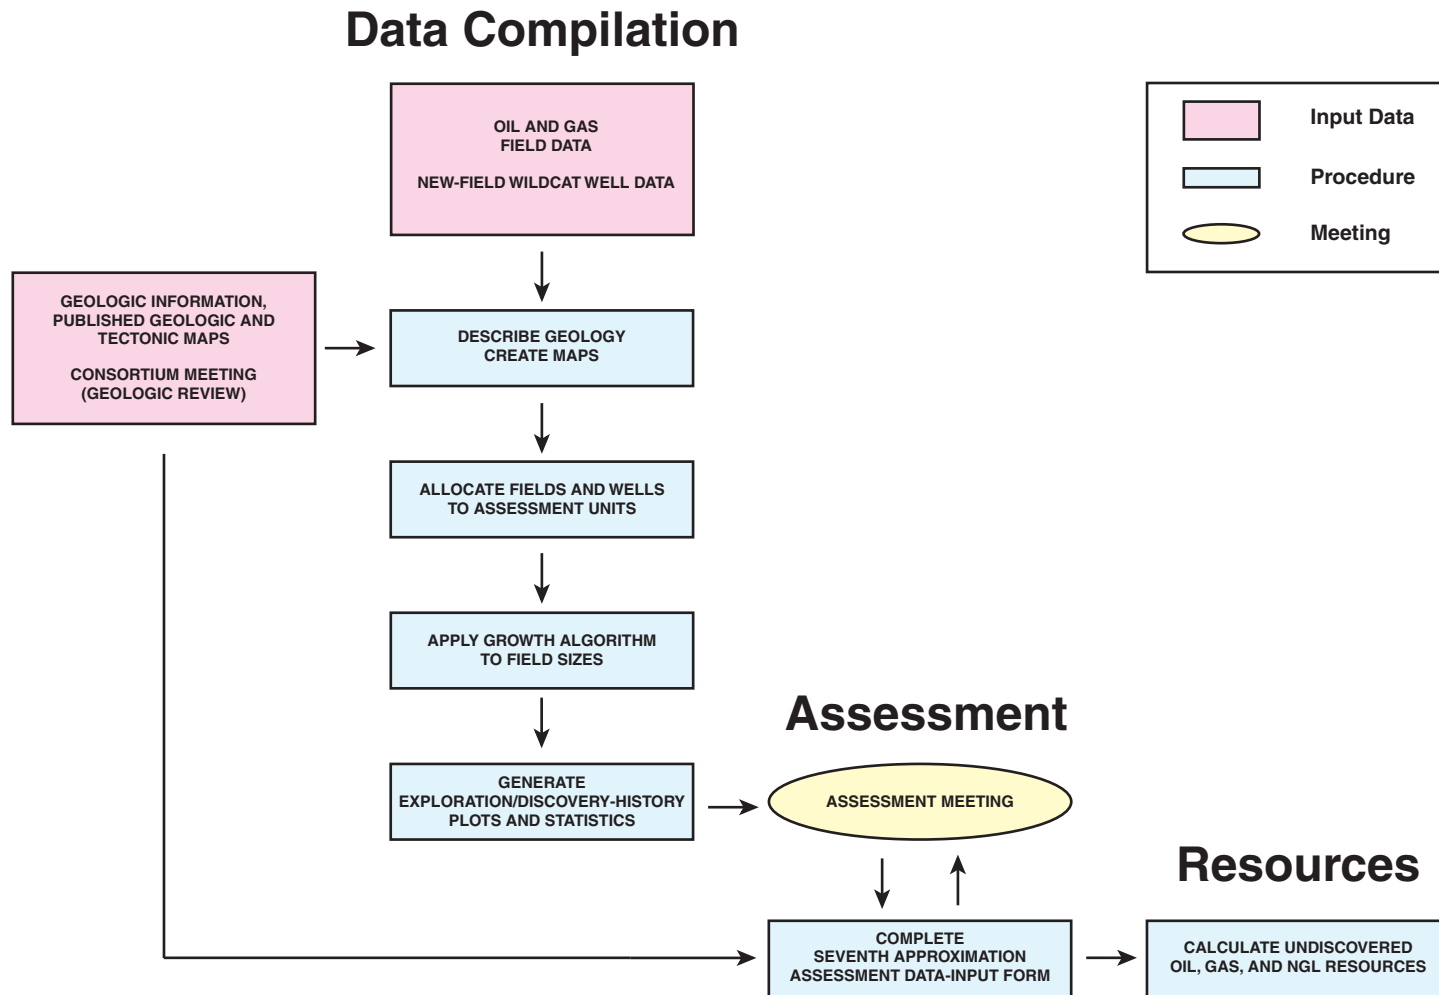 Data Compilation
OIL AND GAS
FIELD DATA
NEW-FIELD WILDCAT WELL DATA
Input Data
Procedure
Meeting
GEOLOGIC INFORMATION,
PUBLISHED GEOLOGIC AND
TECTONIC MAPS
CONSORTIUM MEETING
(GEOLOGIC REVIEW)
DESCRIBE GEOLOGY
CREATE MAPS
ALLOCATE FIELDS AND WELLS
TO ASSESSMENT UNITS
APPLY GROWTH ALGORITHM
TO FIELD SIZES
GENERATE
EXPLORATION/DISCOVERY-HISTORY
PLOTS AND STATISTICS
Assessment
ASSESSMENT MEETING
COMPLETE
SEVENTH APPROXIMATION
ASSESSMENT DATA-INPUT FORM
Resources
CALCULATE UNDISCOVERED
OIL, GAS, AND NGL RESOURCES